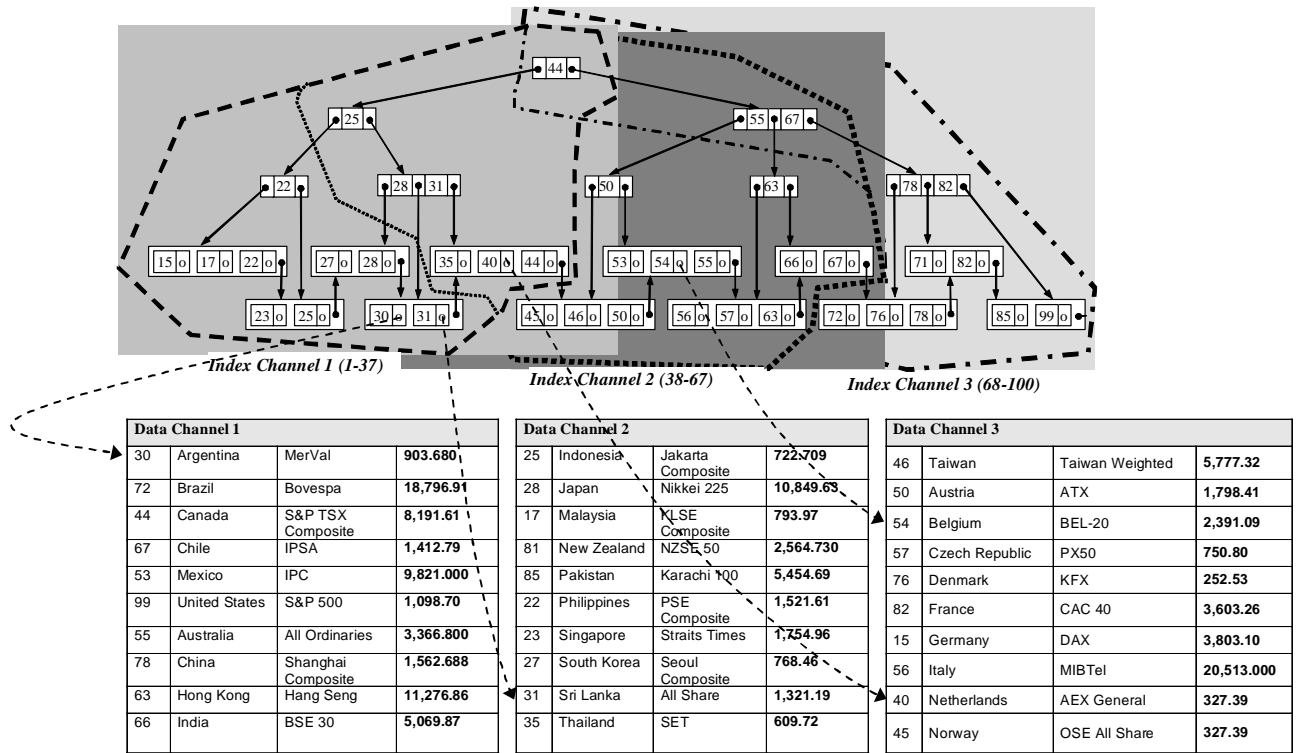 44
25
55 67
22
28 31
50
63
78 82
15 o 17 o 22 o
27 o 28 o
35 o 40 o 44 o
53 o 54 o 55 o
66 o 67 o
71 o 82 o
23 o 25 o
30 o 31 o
45 o 46 o 50 o
56 o 57 o 63 o
72 o 76 o 78 o
85 o 99 o
Index Channel 1 (1-37)
Index Channel 2 (38-67)
Index Channel 3 (68-100)
Data Channel 1
30 Argentina MerVal 903.680
72 Brazil Bovespa 18,796.91
44 Canada S&P TSX 8,191.61
Composite
67 Chile IPSA 1,412.79
53 Mexico IPC 9,821.000
99 United States S&P 500 1,098.70
55 Australia All Ordinaries 3,366.800
78 China Shanghai 1,562.688
Composite
63 Hong Kong Hang Seng 11,276.86
66 India BSE 30 5,069.87
Data Channel 2
25 Indonesia Jakarta 722.709
Composite
28 Japan Nikkei 225 10,849.63
17 Malaysia KLSE 793.97
Composite
81 New Zealand NZSE 50 2,564.730
85 Pakistan Karachi 100 5,454.69
22 Philippines PSE 1,521.61
Composite
23 Singapore Straits Times 1,754.96
27 South Korea Seoul 768.46
Composite
31 Sri Lanka All Share 1,321.19
35 Thailand SET 609.72
Data Channel 3
46 Taiwan Taiwan Weighted 5,777.32
50 Austria ATX 1,798.41
54 Belgium BEL-20 2,391.09
57 Czech Republic PX50 750.80
76 Denmark KFX 252.53
82 France CAC 40 3,603.26
15 Germany DAX 3,803.10
56 Italy MIBTel 20,513.000
40 Netherlands AEX General 327.39
45 Norway OSE All Share 327.39